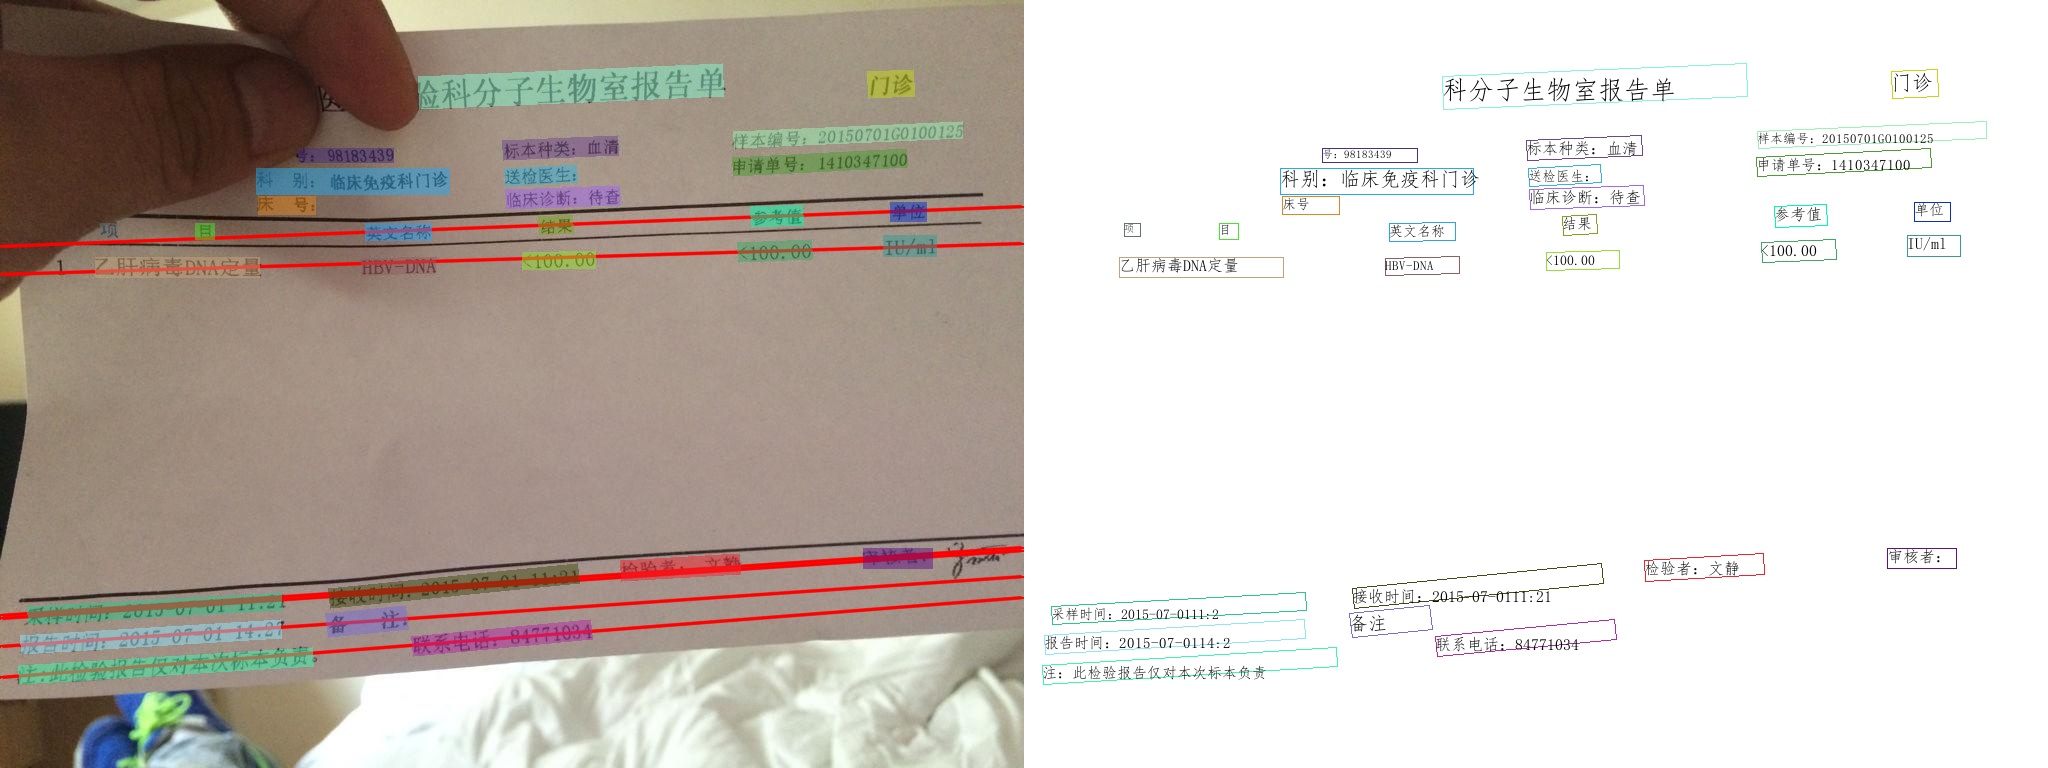 验科分子生物室报告单 门诊
号: 98183439 标本种类: 血清 样本编号: 20150701G0100125
科 别: 临床免疫科门诊 送检医生: 申请单号: 1410347100
床 号: 临床诊断: 待查
项 目 英文名称 结果 参考值 单位
1 乙肝病毒DNA定量 HBV-DNA <100.00 <100.00 IU/ml
采样时间: 2015-07-01 11:21 接收时间: 2015-07-01 11:21 检验者: 文静 审核者:
报告时间: 2015-07-01 14:27 备 注:
注:此检验报告仅对本次标本负责。 联系电话: 84771034
科分子生物室报告单 门诊
号: 98183439 标本种类: 血清 样本编号: 20150701G0100125
科别: 临床免疫科门诊 送检医生: 申请单号: 1410347100
床号 临床诊断: 待查
项 目 英文名称 结果 参考值 单位
乙肝病毒DNA定量 HBV-DNA <100.00 <100.00 IU/ml
采样时间: 2015-07-0111:2 接收时间: 2015-07-0111:21 检验者: 文静 审核者:
报告时间: 2015-07-0114:2 备注
注: 此检验报告仅对本次标本负责 联系电话: 84771034